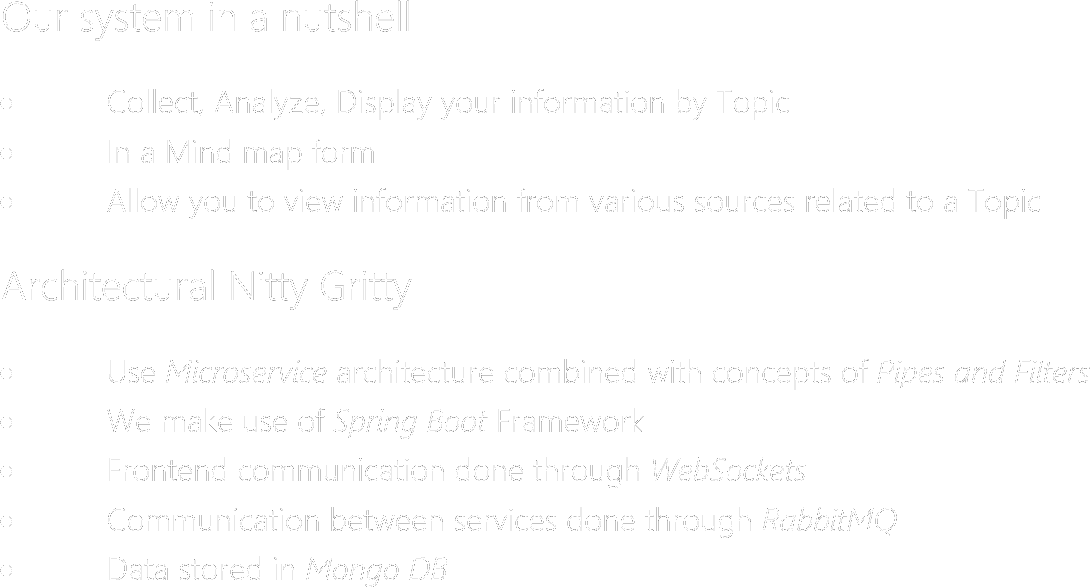 Our system in a nutshell
○ Collect, Analyze, Display your information by Topic
○ In a Mind map form
○ Allow you to view information from various sources related to a Topic
Architectural Nitty Gritty
○ Use Microservice architecture combined with concepts of Pipes and Filters
○ We make use of Spring Boot Framework
○ Frontend communication done through WebSockets
○ Communication between services done through RabbitMQ
○ Data stored in Mongo DB